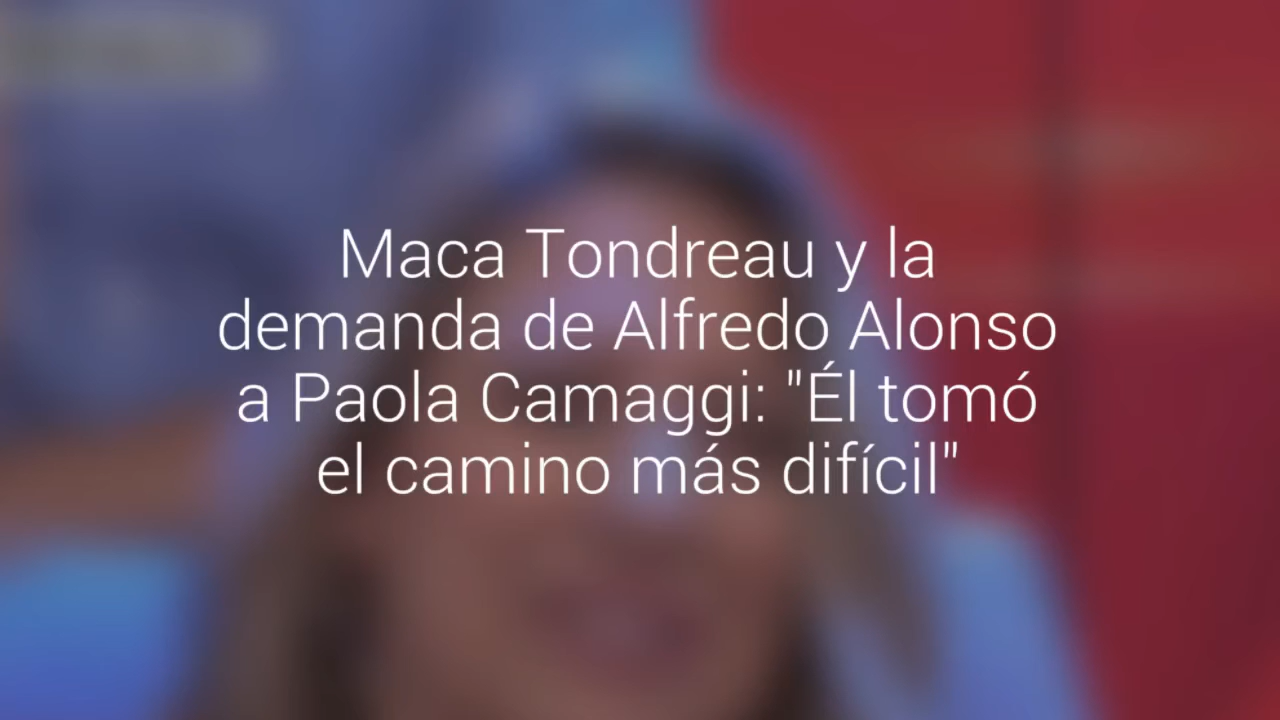 Maca Tondreau y la
demanda de Alfredo Alonso
a Paola Camaggi: "Él tomó
el camino más difícil"